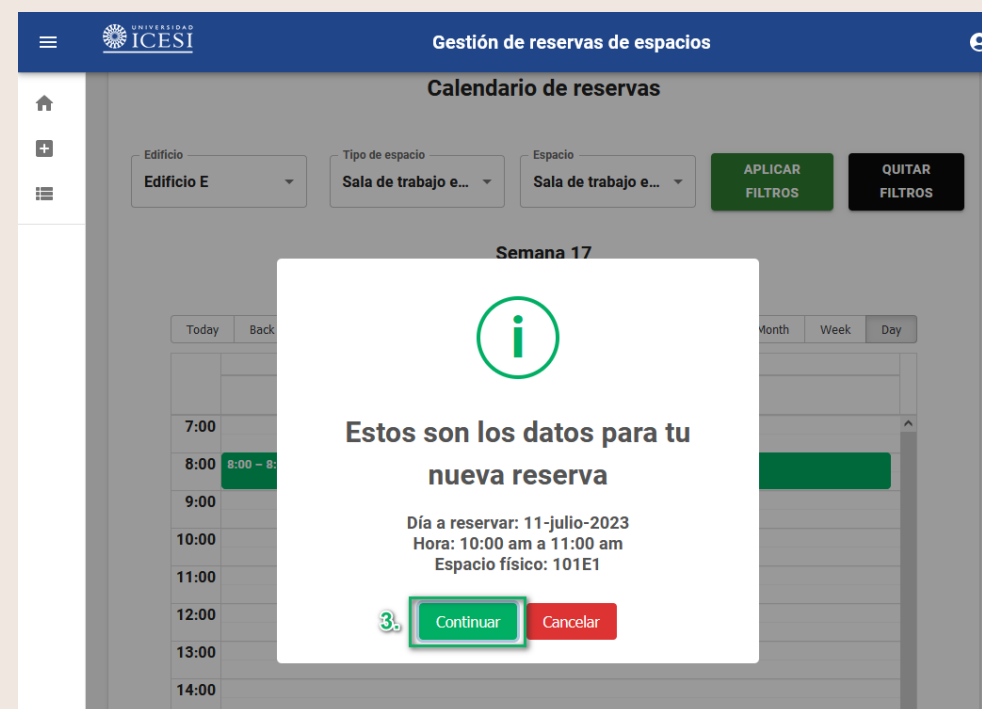 UNIVERSIDAD
ICESI
Gestión de reservas de espacios
Calendario de reservas
Edificio
Edificio E
Tipo de espacio
Sala de trabajo e...
Espacio
Sala de trabajo e...
APLICAR
FILTROS
QUITAR
FILTROS
Semana 17
Today Back
Month Week Day
7:00
8:00 8:00 – 8:
9:00
10:00
11:00
12:00
13:00
14:00
i
Estos son los datos para tu
nueva reserva
Día a reservar: 11-julio-2023
Hora: 10:00 am a 11:00 am
Espacio físico: 101E1
3. Continuar Cancelar